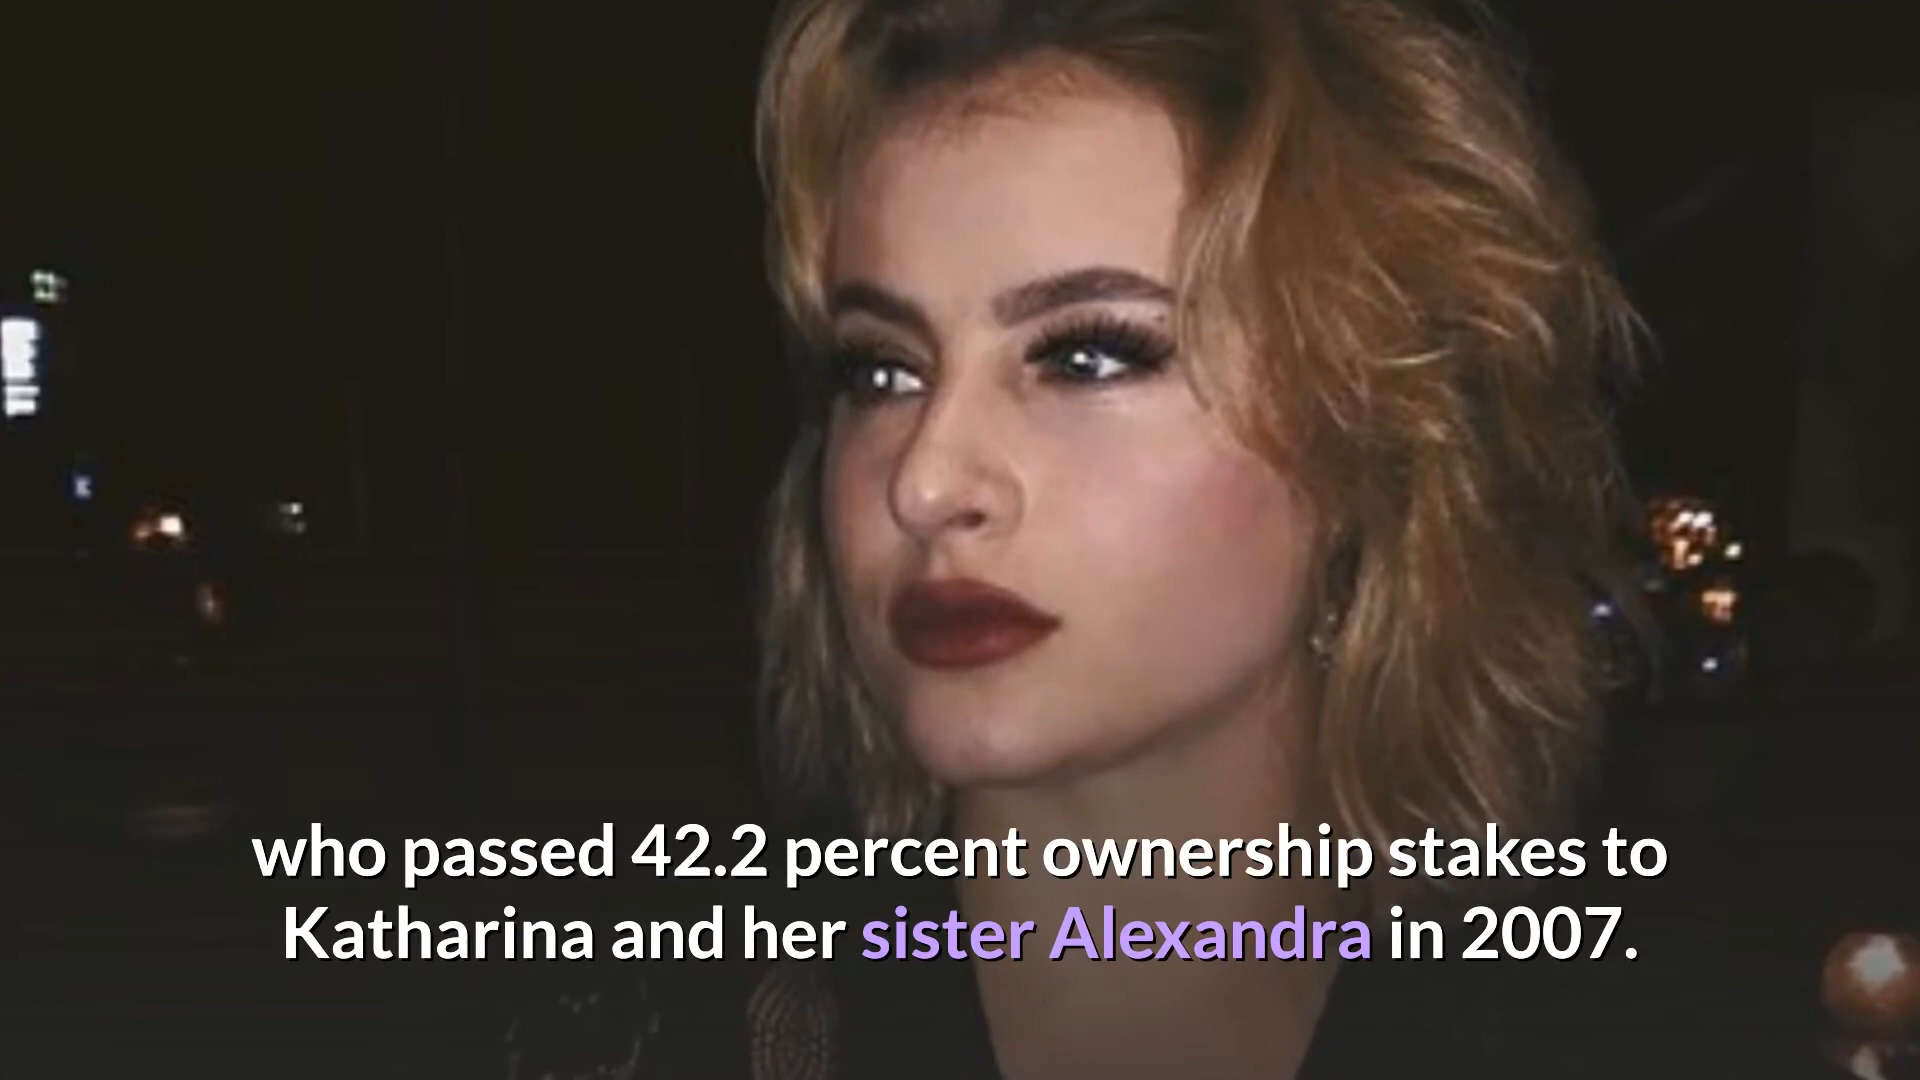 who passed 42.2 percent ownership stakes to
Katharina and her sister Alexandra in 2007.